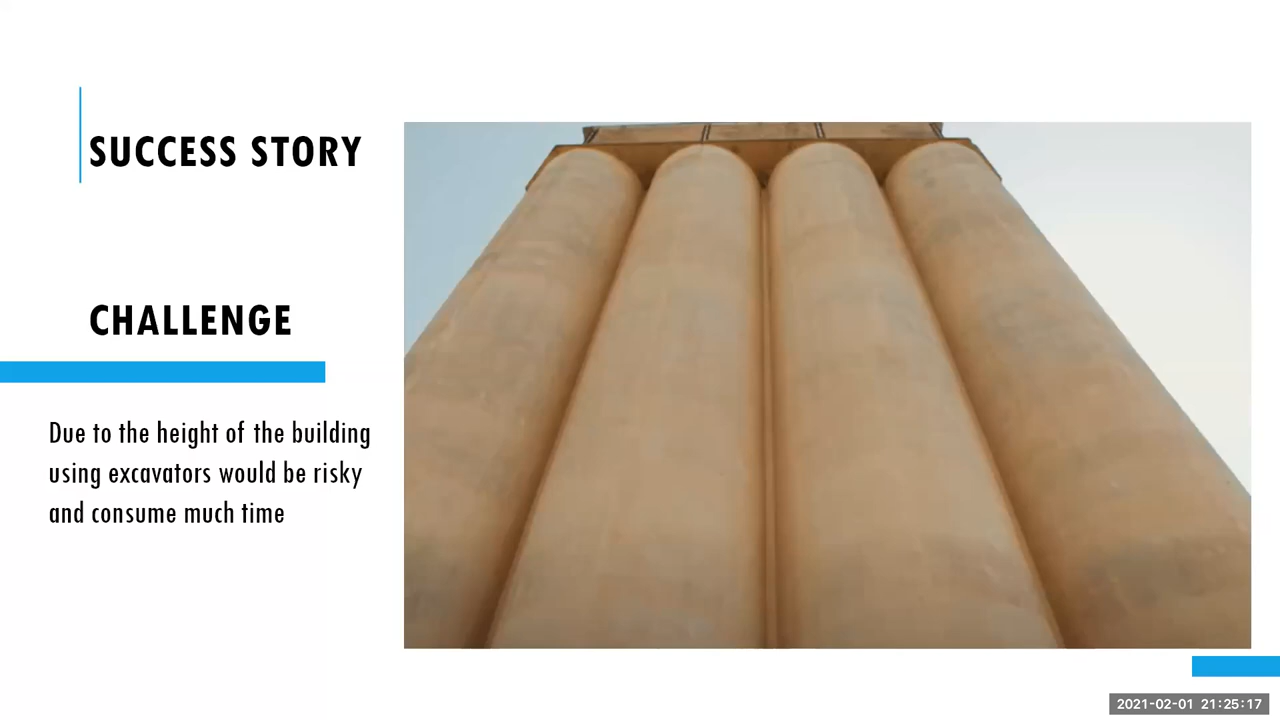 SUCCESS STORY
CHALLENGE
Due to the height of the building
using excavators would be risky
and consume much time
2021-02-01 21:25:17